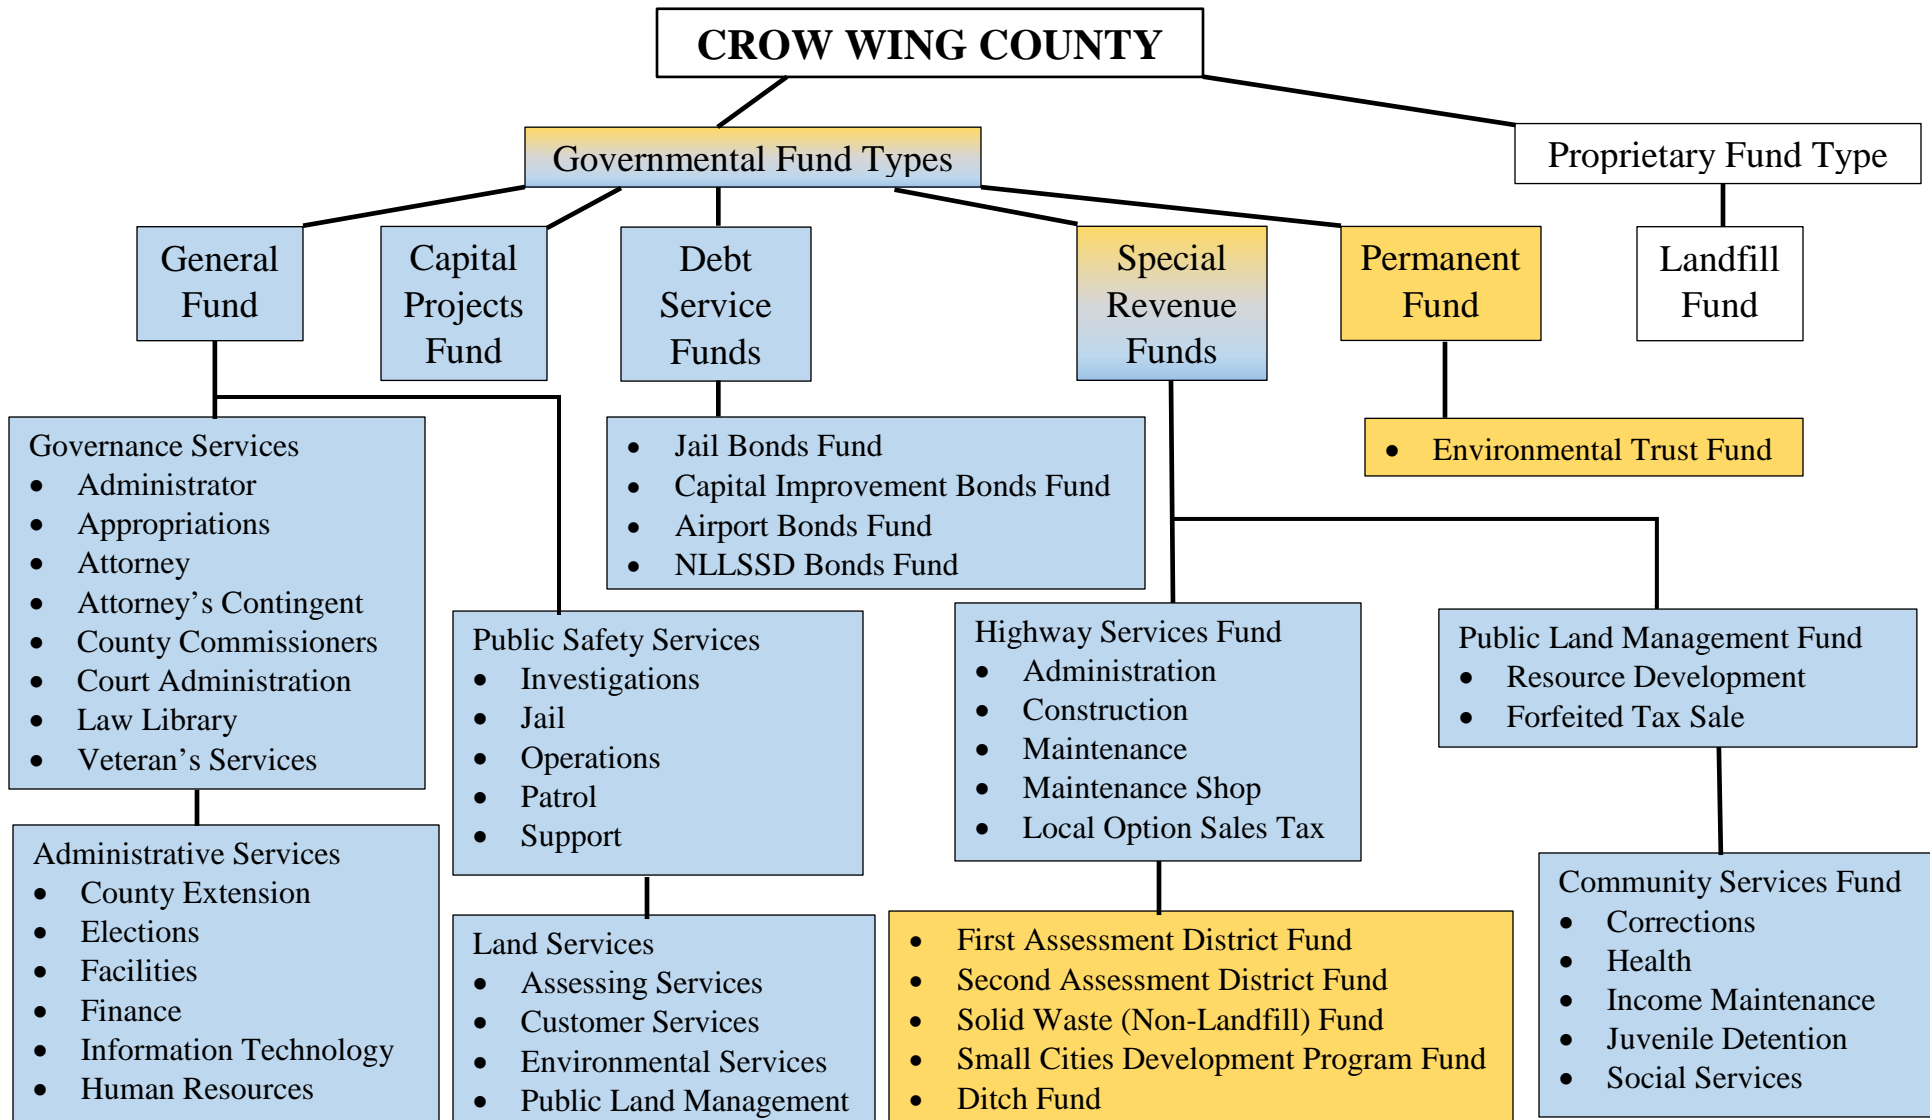 CROW WING COUNTY
Governmental Fund Types
Proprietary Fund Type
General
Fund
Capital
Projects
Fund
Debt
Service
Funds
Special
Revenue
Funds
Permanent
Fund
Landfill
Fund
Governance Services
• Administrator
• Appropriations
• Attorney
• Attorney’s Contingent
• County Commissioners
• Court Administration
• Law Library
• Veteran’s Services
Administrative Services
• County Extension
• Elections
• Facilities
• Finance
• Information Technology
• Human Resources
Public Safety Services
• Investigations
• Jail
• Operations
• Patrol
• Support
Land Services
• Assessing Services
• Customer Services
• Environmental Services
• Public Land Management
• Jail Bonds Fund
• Capital Improvement Bonds Fund
• Airport Bonds Fund
• NLLSSD Bonds Fund
Highway Services Fund
• Administration
• Construction
• Maintenance
• Maintenance Shop
• Local Option Sales Tax
• First Assessment District Fund
• Second Assessment District Fund
• Solid Waste (Non-Landfill) Fund
• Small Cities Development Program Fund
• Ditch Fund
• Environmental Trust Fund
Public Land Management Fund
• Resource Development
• Forfeited Tax Sale
Community Services Fund
• Corrections
• Health
• Income Maintenance
• Juvenile Detention
• Social Services